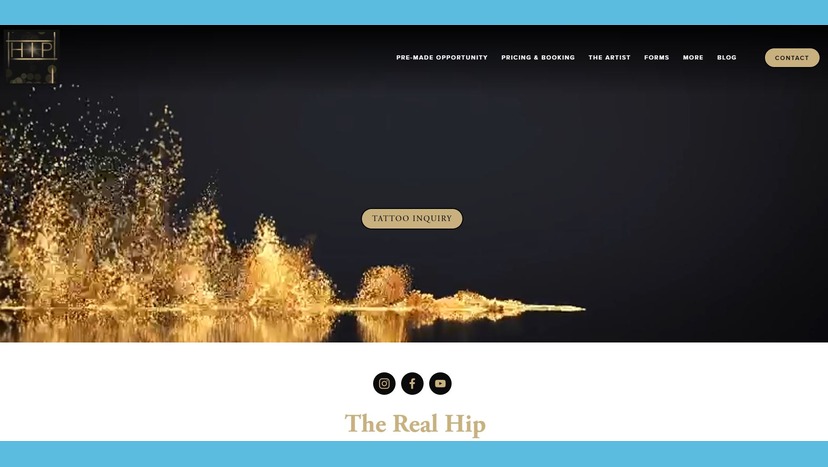 HIP
PRE-MADE OPPORTUNITY PRICING & BOOKING THE ARTIST FORMS MORE BLOG CONTACT
TATTOO INQUIRY
The Real Hip